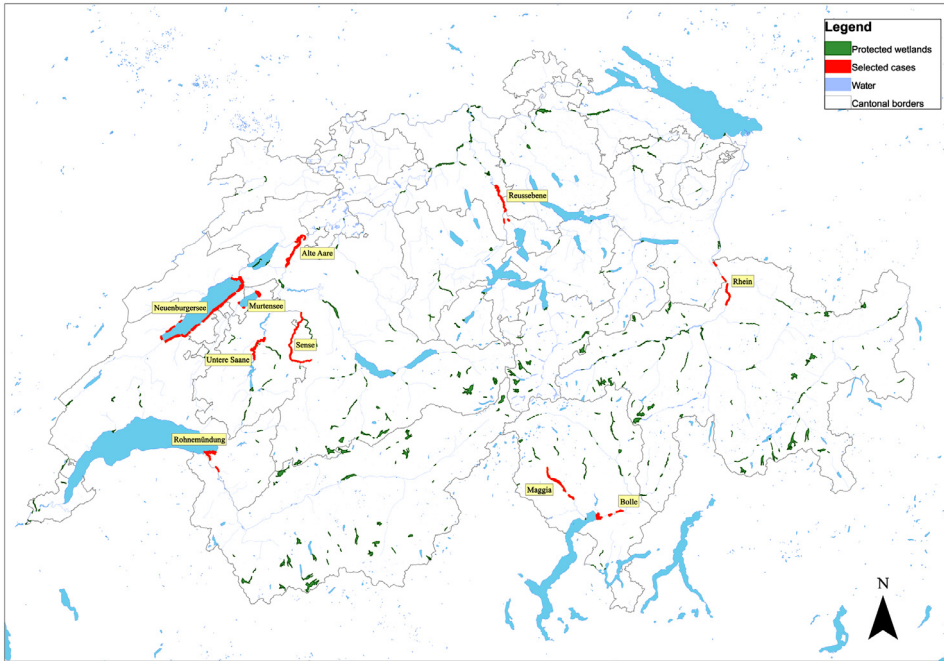 Legend
Protected wetlands
Selected cases
Water
Cantonal borders
Reussebene
Alte Aare
Rhein
Neuenburgersee
Murtensee
Sense
Untere Saane
Rohnemündung
Maggia
Bolle
N